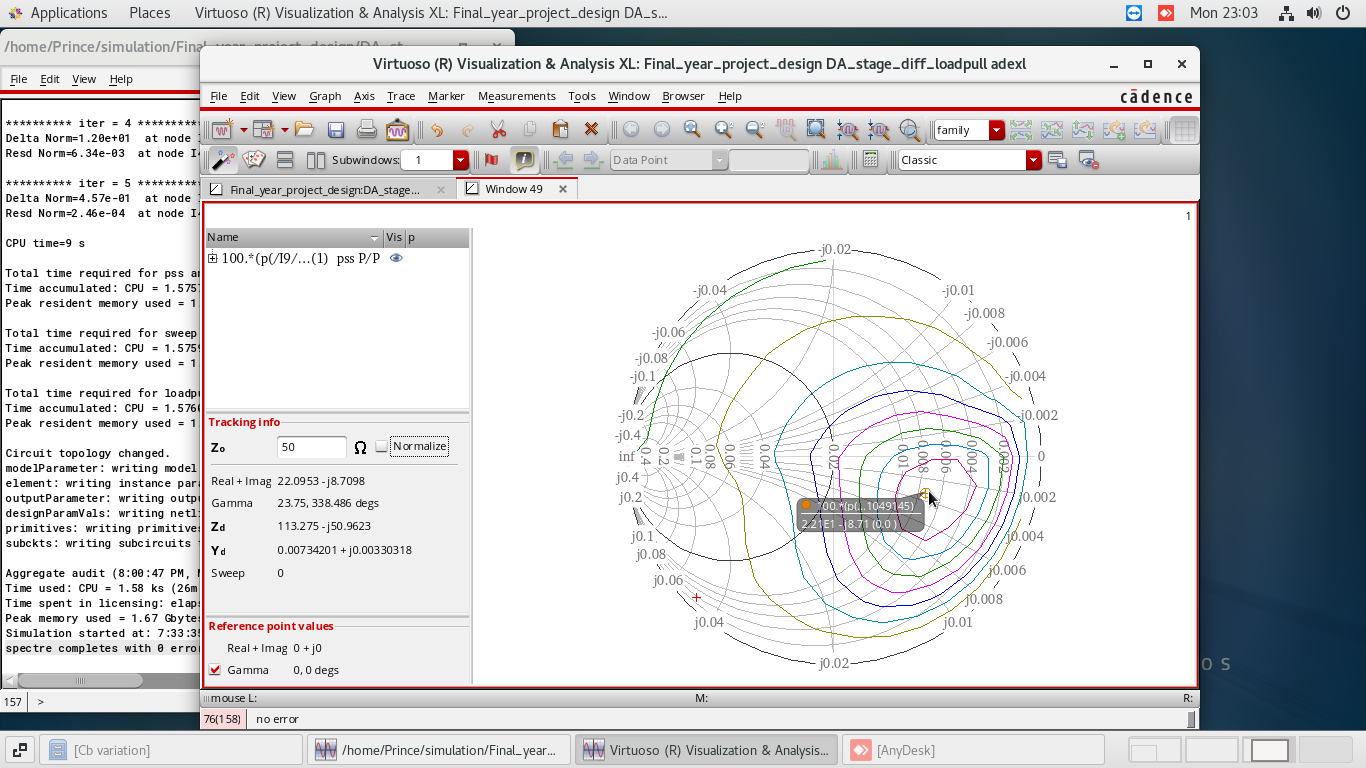 Applications Places Virtuoso (R) Visualization & Analysis XL: Final_year_project_design DA_s... Mon 23:03
/home/Prince/simulation/Final_year_project_design/DA_st
File Edit View Help
********** iter = 4 *********
Delta Norm=1.20e+01 at node I
Resd Norm=6.34e-03 at node I4
********** iter = 5 *********
Delta Norm=4.57e-01 at node I
Resd Norm=2.46e-04 at node I4
CPU time=9 s
Total time required for pss an
Time accumulated: CPU = 1.575
Peak resident memory used = 1
Total time required for sweep
Time accumulated: CPU = 1.575
Peak resident memory used = 1
Total time required for loadp
Time accumulated: CPU = 1.576
Peak resident memory used = 1
Circuit topology changed.
modelParameter: writing model
element: writing instance par
outputParameter: writing outp
designParamVals: writing netli
primitives: writing primitives
subckts: writing subcircuits
Aggregate audit (8:00:47 PM,
Time used: CPU = 1.58 ks (26m
Time spent in licensing: elaps
Peak memory used = 1.67 Gbytes
Simulation started at: 7:33:35
spectre completes with 0 error
157 >
Virtuoso (R) Visualization & Analysis XL: Final_year_project_design DA_stage_diff_loadpull adexl
File Edit View Graph Axis Trace Marker Measurements Tools Window Browser Help
cādence
family
Subwindows: 1 Data Point Classic
Final_year_project_design:DA_stage... Window 49
1
Name Vis p
100.*(p(/I9/...(1) pss P/P
Tracking info
Zo 50 Ω Normalize
Real + Imag 22.0953 - j8.7098
Gamma 23.75, 338.486 degs
Zd 113.275 - j50.9623
Yd 0.00734201 + j0.00330318
Sweep 0
Reference point values
Real + Imag 0 + j0
Gamma 0, 0 degs
-j0.02
-j0.04 -j0.01
-j0.008
-j0.06 -j0.006
-j0.08
-j0.1 -j0.004
-j0.2 -j0.002
-j0.4
inf 0.4 0.2 0.1 0.08 0.06 0.04 0.02 0.01 0.008 0.006 0.004 0.002 0
j0.4
j0.2 j0.002
100.*(p(...1049145)
2.21E1 - j8.71 (0.0 )
j0.1 j0.004
j0.08
j0.06 j0.006
j0.008
j0.04 j0.01
j0.02
mouse L: M: R:
76(158) no error
O S
[Cb variation] /home/Prince/simulation/Final_year... Virtuoso (R) Visualization & Analysis... [AnyDesk]